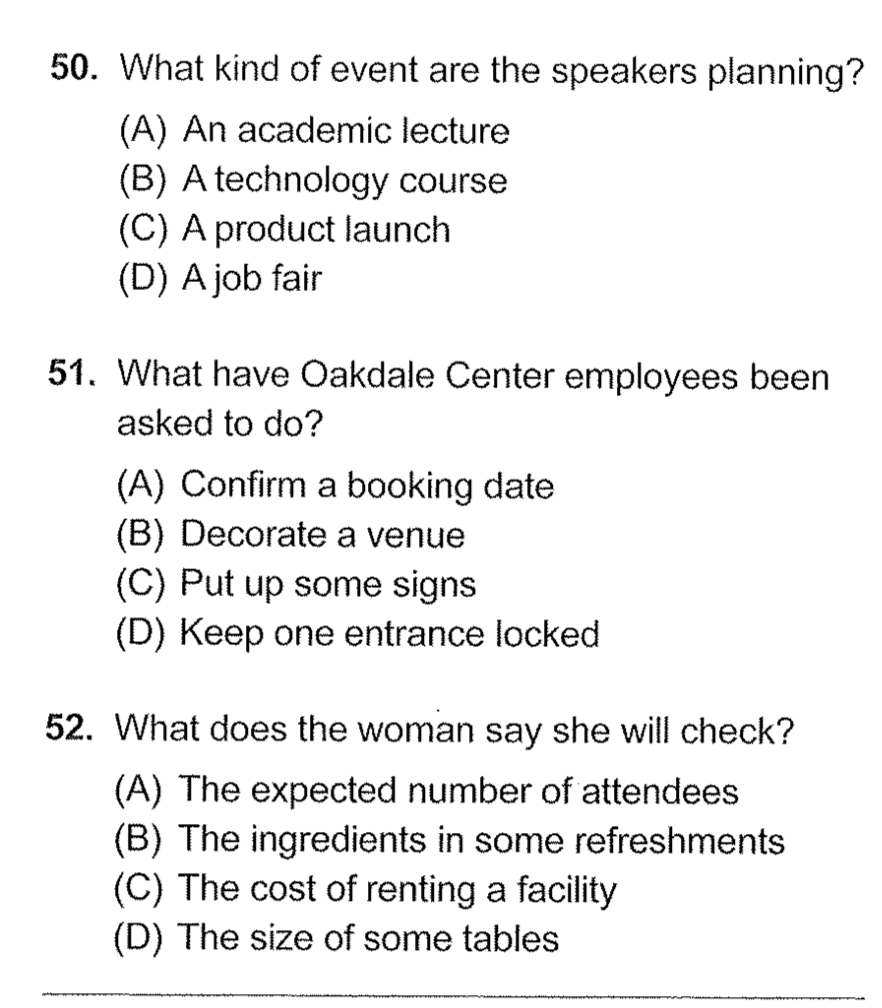 50. What kind of event are the speakers planning?
(A) An academic lecture
(B) A technology course
(C) A product launch
(D) A job fair
51. What have Oakdale Center employees been
asked to do?
(A) Confirm a booking date
(B) Decorate a venue
(C) Put up some signs
(D) Keep one entrance locked
52. What does the woman say she will check?
(A) The expected number of attendees
(B) The ingredients in some refreshments
(C) The cost of renting a facility
(D) The size of some tables